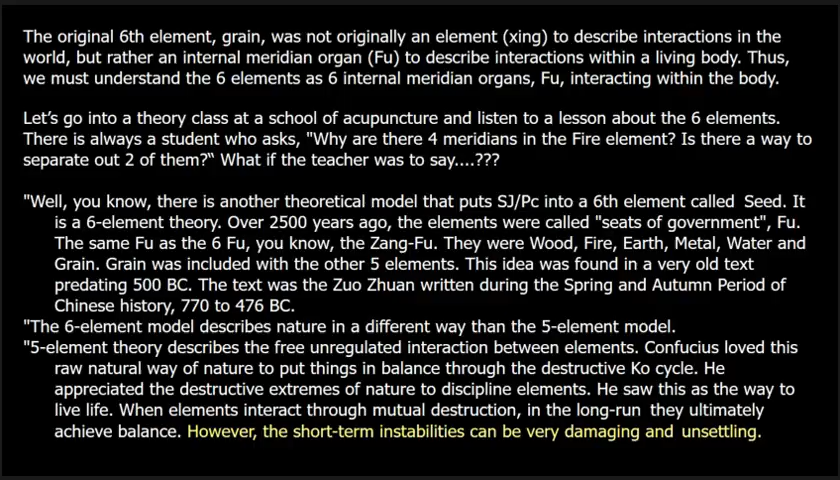 The original 6th element, grain, was not originally an element (xing) to describe interactions in the
world, but rather an internal meridian organ (Fu) to describe interactions within a living body. Thus,
we must understand the 6 elements as 6 internal meridian organs, Fu, interacting within the body.
Let's go into a theory class at a school of acupuncture and listen to a lesson about the 6 elements.
There is always a student who asks, "Why are there 4 meridians in the Fire element? Is there a way to
separate out 2 of them?" What if the teacher was to say....???
"Well, you know, there is another theoretical model that puts SJ/Pc into a 6th element called Seed. It
is a 6-element theory. Over 2500 years ago, the elements were called "seats of government", Fu.
The same Fu as the 6 Fu, you know, the Zang-Fu. They were Wood, Fire, Earth, Metal, Water and
Grain. Grain was included with the other 5 elements. This idea was found in a very old text
predating 500 BC. The text was the Zuo Zhuan written during the Spring and Autumn Period of
Chinese history, 770 to 476 BC.
"The 6-element model describes nature in a different way than the 5-element model.
"5-element theory describes the free unregulated interaction between elements. Confucius loved this
raw natural way of nature to put things in balance through the destructive Ko cycle. He
appreciated the destructive extremes of nature to discipline elements. He saw this as the way to
live life. When elements interact through mutual destruction, in the long-run they ultimately
achieve balance. However, the short-term instabilities can be very damaging and unsettling.